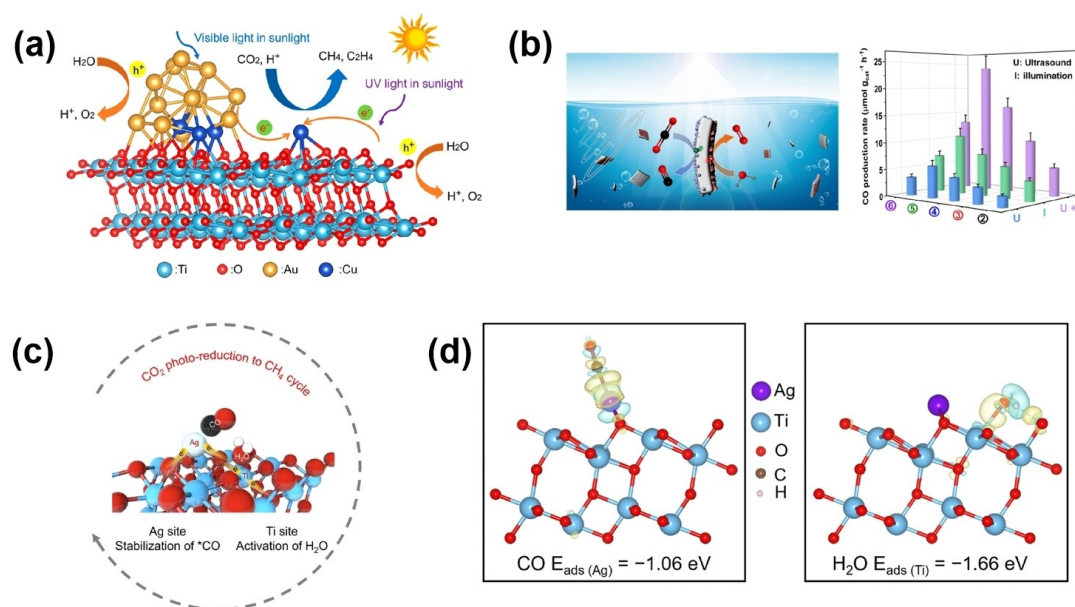 (a)
Visible light in sunlight
H2O
h+
CO2, H+
CH4, C2H4
UV light in sunlight
H+, O2
e-
e-
h+
H2O
H+, O2
:Ti :O :Au :Cu
(b)
U: Ultrasound
I: illumination
CO production rate (μmol gcat-1 h-1)
25
20
15
10
5
0
⑥ ⑤ ④ ③ ②
U I U +
(c)
CO2 photo-reduction to CH4 cycle
CO
Ag
H2O
e
e
Ti
Ag site
Stabilization of *CO
Ti site
Activation of H2O
(d)
Ag
Ti
O
C
H
CO Eads (Ag) = −1.06 eV
H2O Eads (Ti) = −1.66 eV